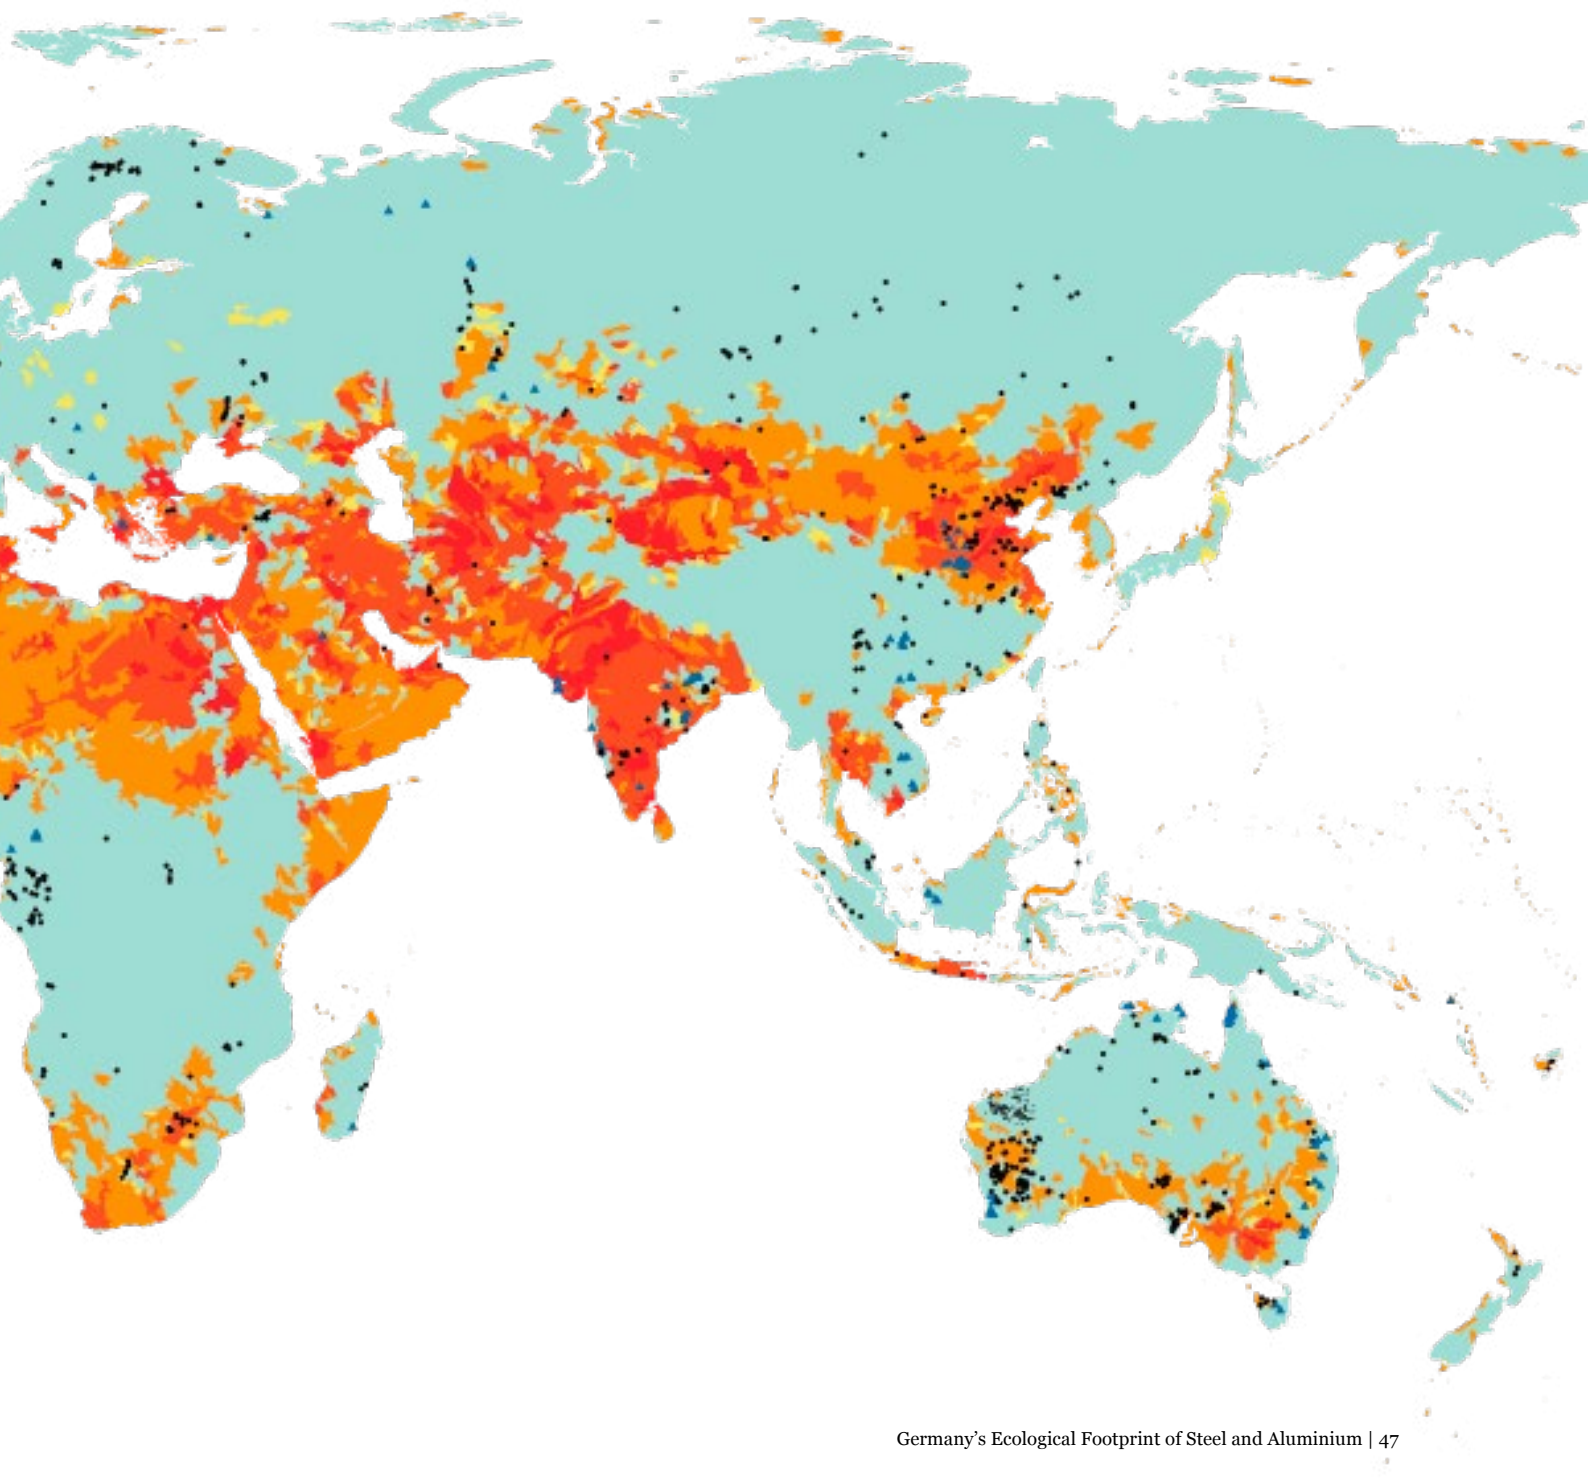 Germany’s Ecological Footprint of Steel and Aluminium | 47